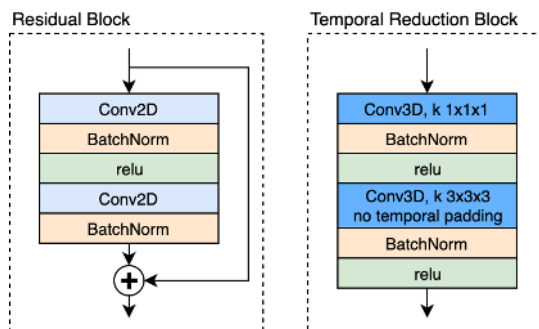 Residual Block
Conv2D
BatchNorm
relu
Conv2D
BatchNorm
+
Temporal Reduction Block
Conv3D, k 1x1x1
BatchNorm
relu
Conv3D, k 3x3x3
no temporal padding
BatchNorm
relu